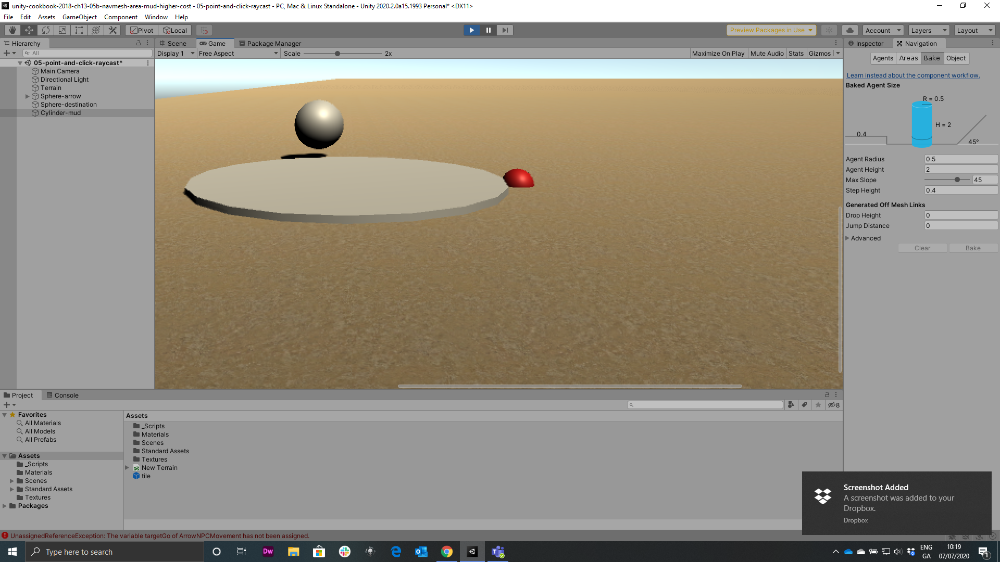 unity-cookbook-2018-ch13-05b-navmesh-area-mud-higher-cost - 05-point-and-click-raycast - PC, Mac & Linux Standalone - Unity 2020.2.0a15.1993 Personal* <DX11>
File Edit Assets GameObject Component Window Help
Pivot Local Preview Packages in Use Account Layers Layout
Hierarchy Scene Game Package Manager Inspector Navigation
All Display 1 Free Aspect Scale 2x Maximize On Play Mute Audio Stats Gizmos
Agents Areas Bake Object
05-point-and-click-raycast*
Main Camera
Directional Light
Terrain
Sphere-arrow
Sphere-destination
Cylinder-mud
Learn instead about the component workflow.
Baked Agent Size
R = 0.5
H = 2
0.4
45°
Agent Radius 0.5
Agent Height 2
Max Slope 45
Step Height 0.4
Generated Off Mesh Links
Drop Height 0
Jump Distance 0
Advanced
Clear Bake
Project Console
8
Favorites
All Materials
All Models
All Prefabs
Assets
_Scripts
Materials
Scenes
Standard Assets
Textures
Packages
Assets
_Scripts
Materials
Scenes
Standard Assets
Textures
New Terrain
tile
Screenshot Added
A screenshot was added to your
Dropbox.
Dropbox
UnassignedReferenceException: The variable targetGo of ArrowNPCMovement has not been assigned.
Type here to search
Dw
ENG
GA
10:19
07/07/2020
1